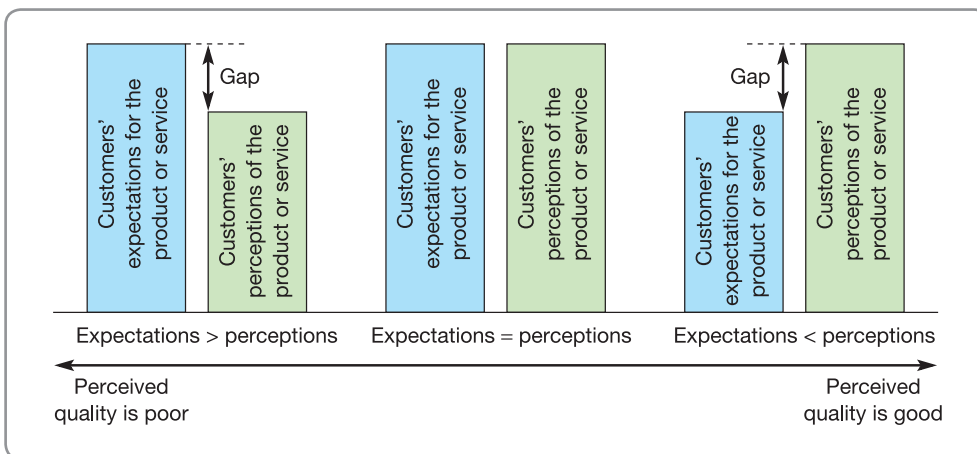 Customers'
expectations for the
product or service
Gap
Customers'
perceptions of the
product or service
Customers'
expectations for the
product or service
Customers'
perceptions of the
product or service
Customers'
expectations for the
product or service
Gap
Customers'
perceptions of the
product or service
Expectations > perceptions
Expectations = perceptions
Expectations < perceptions
Perceived
quality is poor
Perceived
quality is good